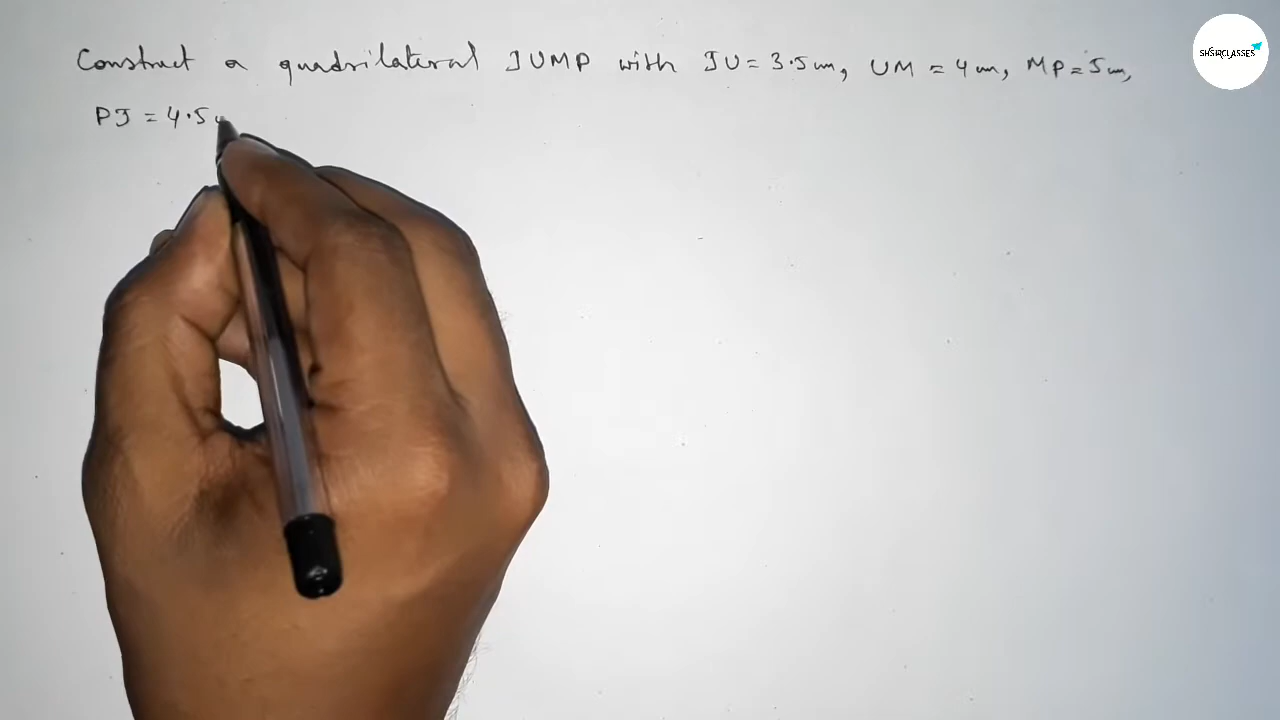 Construct a quadrilateral JUMP with JU = 3.5 cm, UM = 4 cm, MP = 5 cm,
PJ = 4.5
SHSIRCLASSES